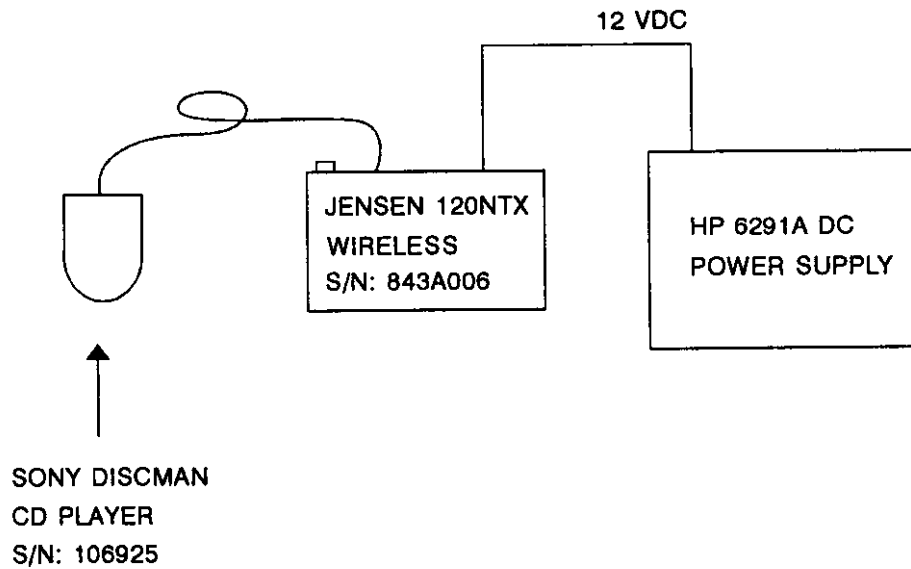 12 VDC
JENSEN 120NTX
WIRELESS
S/N: 843A006
HP 6291A DC
POWER SUPPLY
SONY DISCMAN
CD PLAYER
S/N: 106925